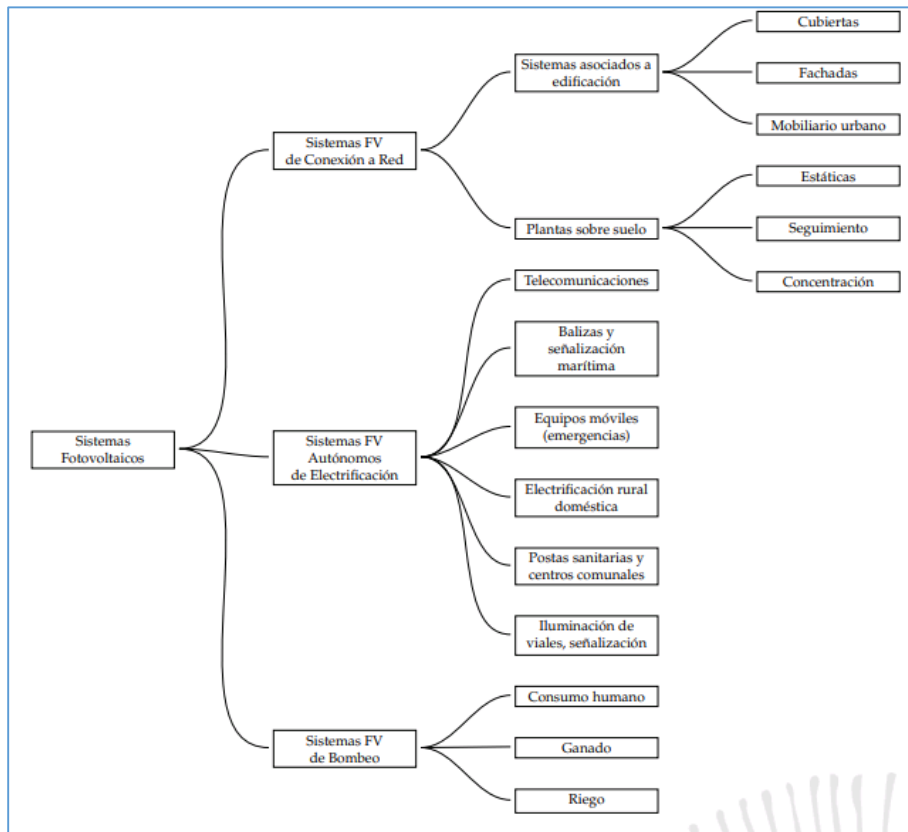 Sistemas
Fotovoltaicos
Sistemas FV
de Conexión a Red
Sistemas asociados a
edificación
Cubiertas
Fachadas
Mobiliario urbano
Plantas sobre suelo
Estáticas
Seguimiento
Concentración
Sistemas FV
Autónomos
de Electrificación
Telecomunicaciones
Balizas y
señalización
marítima
Equipos móviles
(emergencias)
Electrificación rural
doméstica
Postas sanitarias y
centros comunales
Iluminación de
viales, señalización
Sistemas FV
de Bombeo
Consumo humano
Ganado
Riego